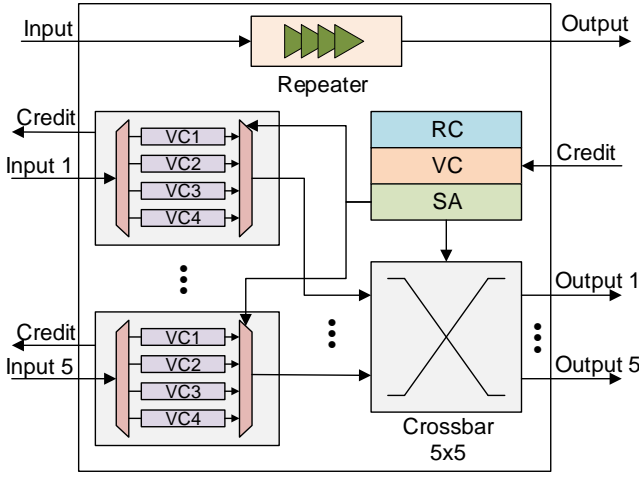 Input
Output
Repeater
Credit
Input 1
VC1
VC2
VC3
VC4
RC
VC
SA
Credit
Credit
Input 5
VC1
VC2
VC3
VC4
Output 1
Output 5
Crossbar
5x5